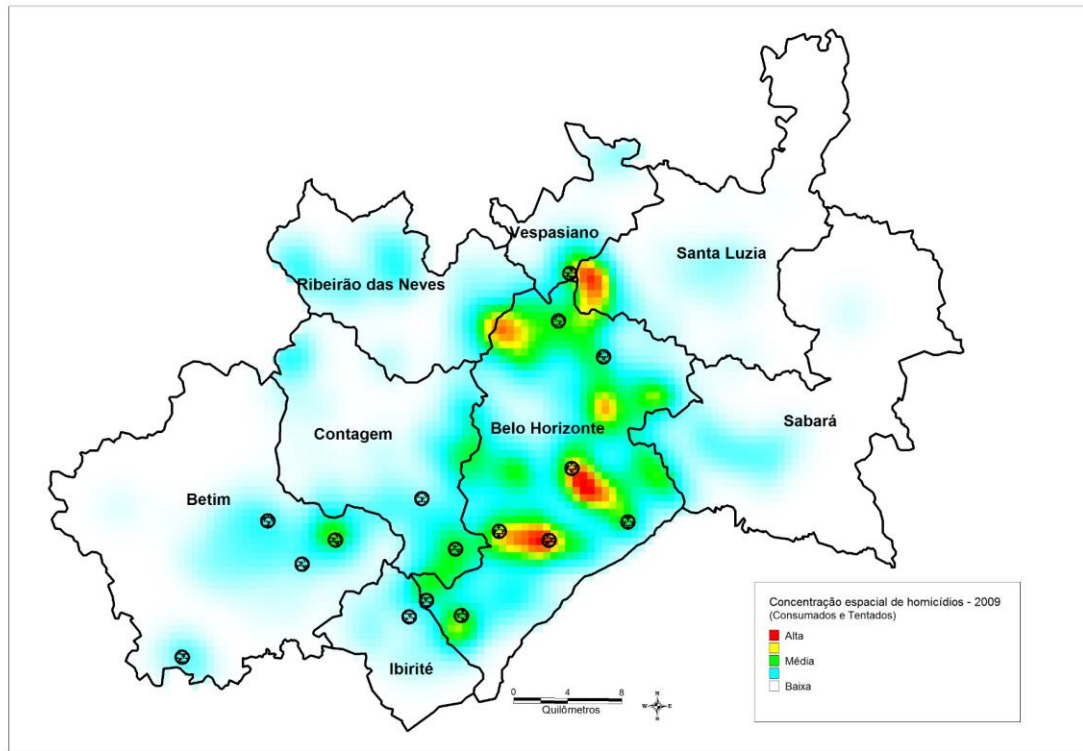 Vespasiano
Santa Luzia
Ribeirão das Neves
Contagem
Belo Horizonte
Sabará
Betim
Ibirité
Concentração espacial de homicídios - 2009
(Consumados e Tentados)
Alta
Média
Baixa
0 4 8
Quilômetros
N
W E
S